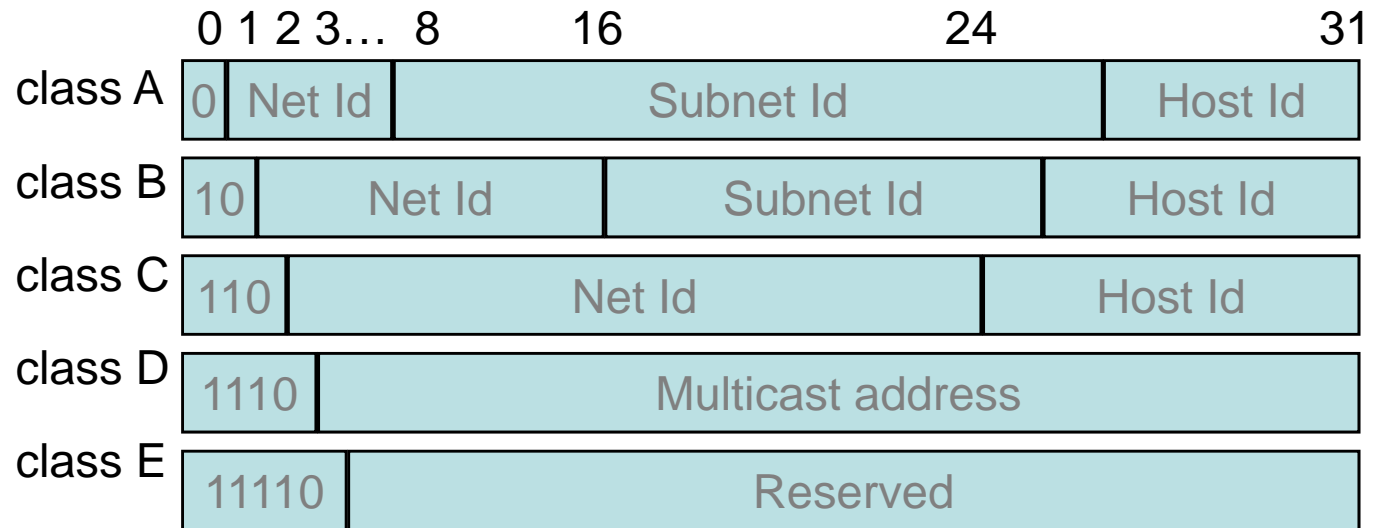 0 1 2 3… 8 16 24 31
class A 0 Net Id Subnet Id Host Id
class B 10 Net Id Subnet Id Host Id
class C 110 Net Id Host Id
class D 1110 Multicast address
class E 11110 Reserved